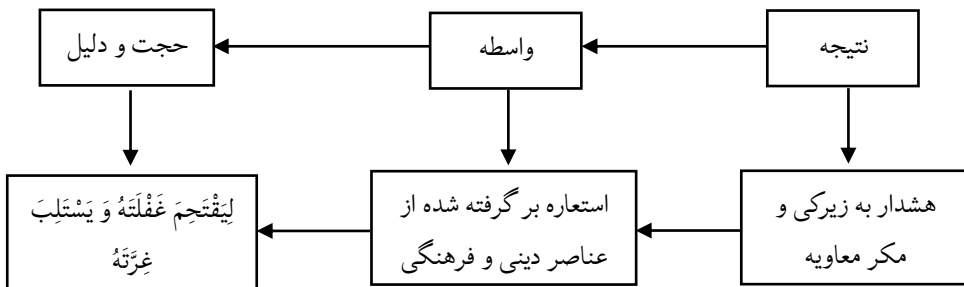 نتیجه
واسطه
حجت و دلیل
هشدار به زیرکی و
مکر معاویه
استعاره بر گرفته شده از
عناصر دینی و فرهنگی
لِيَقْتَحِمَ غَفْلَتَهُ وَ يَسْتَلِبَ
غِرَّتَهُ